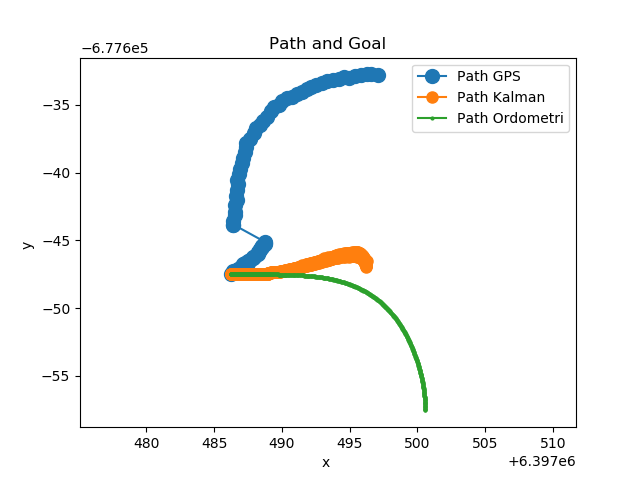 Path and Goal
−6.776e5
Path GPS
Path Kalman
Path Ordometri
−35
−40
−45
−50
−55
y
480
485
490
495
500
505
510
x
+6.397e6